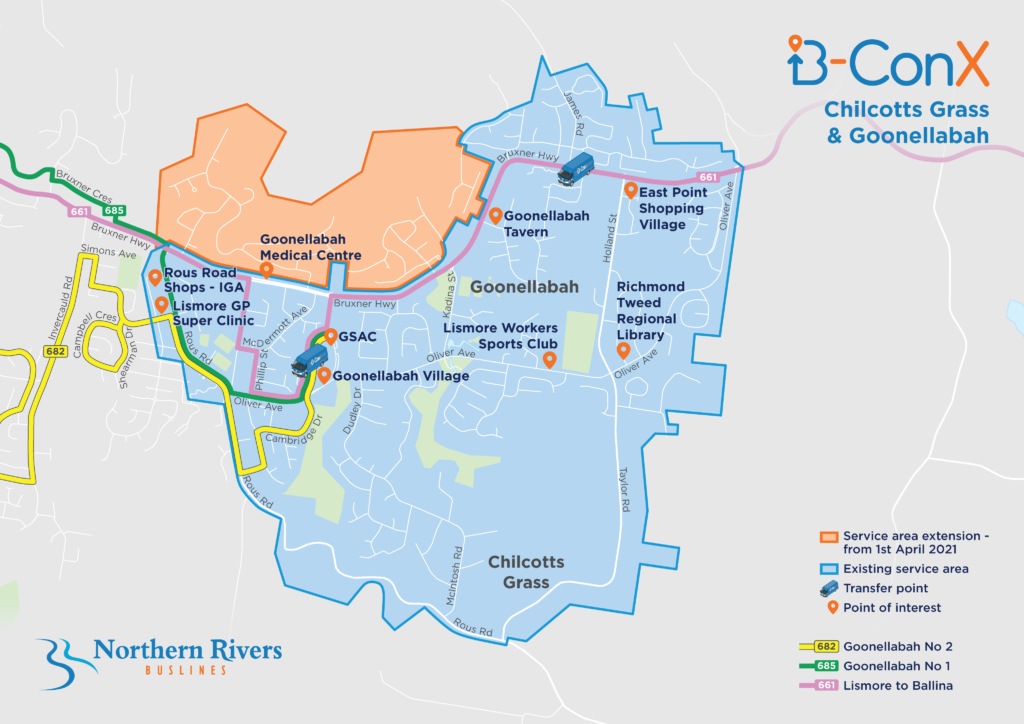 B-ConX
Chilcotts Grass
& Goonellabah
James Rd
Bruxner Hwy
661
Oliver Ave
East Point
Shopping
Village
Holland St
Goonellabah
Tavern
Bruxner Cres
685
661
Bruxner Hwy
Simons Ave
Goonellabah
Medical Centre
Rous Road
Shops - IGA
Lismore GP
Super Clinic
Invercauld Rd
Campbell Cres
Shearman Dr
682
Rous Rd
McDermott Ave
Phillip St
Bruxner Hwy
Kadina St
Goonellabah
Richmond
Tweed
Regional
Library
Lismore Workers
Sports Club
GSAC
Oliver Ave
Oliver Ave
Goonellabah Village
Oliver Ave
Dudley Dr
Cambridge Dr
Rous Rd
Taylor Rd
McIntosh Rd
Chilcotts
Grass
Rous Rd
Service area extension -
from 1st April 2021
Existing service area
Transfer point
Point of interest
682 Goonellabah No 2
685 Goonellabah No 1
661 Lismore to Ballina
Northern Rivers
BUSLINES